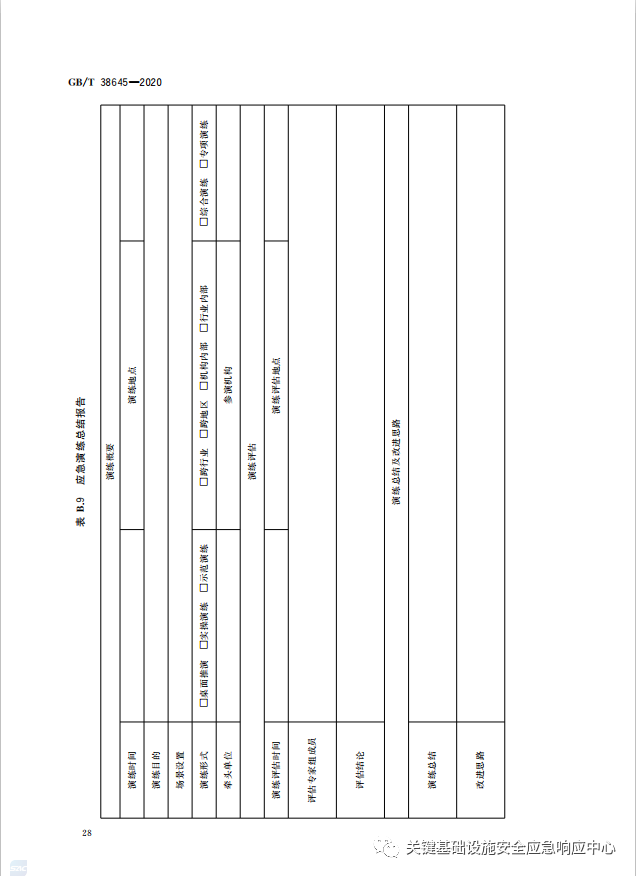 GB/T 38645—2020
表 B.9 应急演练总结报告
演练概要
演练时间 演练地点
演练目的
场景设置
演练形式 □桌面推演 □实操演练 □示范演练 □跨行业 □跨地区 □机构内部 □行业内部 □综合演练 □专项演练
牵头单位 参演机构
演练评估
演练评估时间 演练评估地点
评估专家组成员
评估结论
演练总结及改进思路
演练总结
改进思路
28
关键基础设施安全应急响应中心